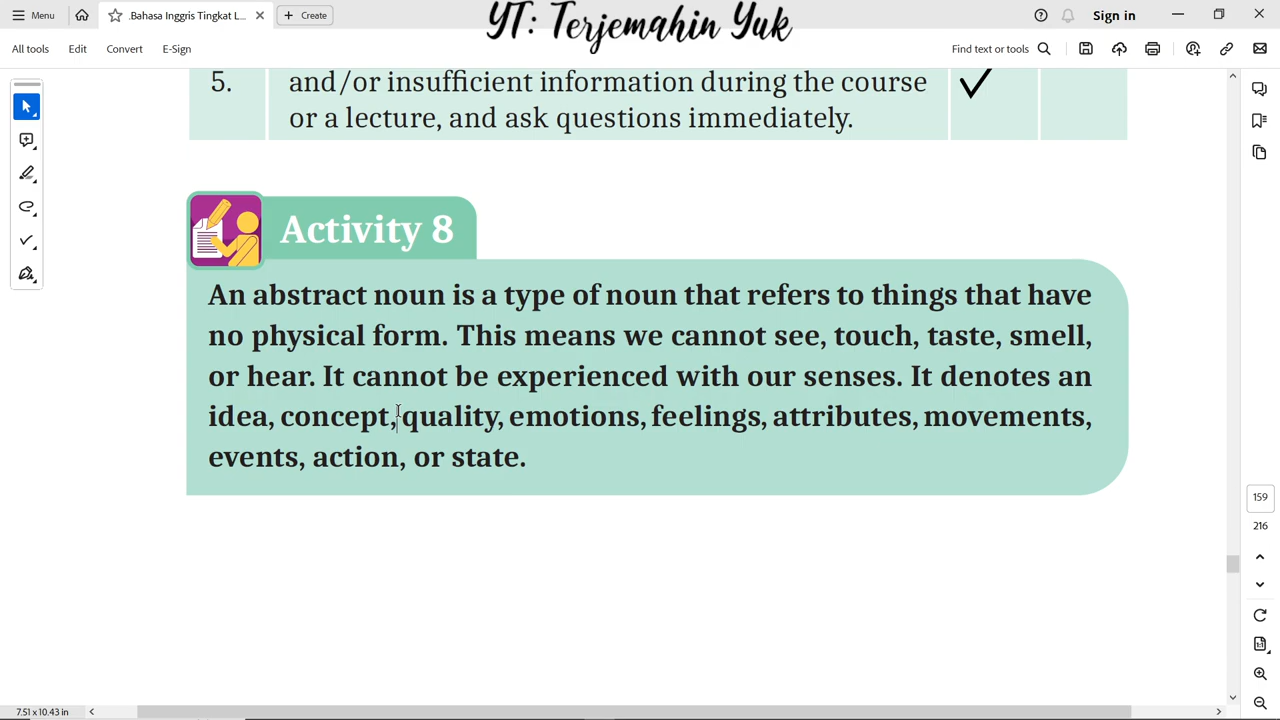 Menu
.Bahasa Inggris Tingkat L...
Create
YT: Terjemahin Yuk
Sign in
All tools
Edit
Convert
E-Sign
Find text or tools
5.
and/or insufficient information during the course
or a lecture, and ask questions immediately.
Activity 8
An abstract noun is a type of noun that refers to things that have
no physical form. This means we cannot see, touch, taste, smell,
or hear. It cannot be experienced with our senses. It denotes an
idea, concept, quality, emotions, feelings, attributes, movements,
events, action, or state.
159
216
7.51 x 10.43 in